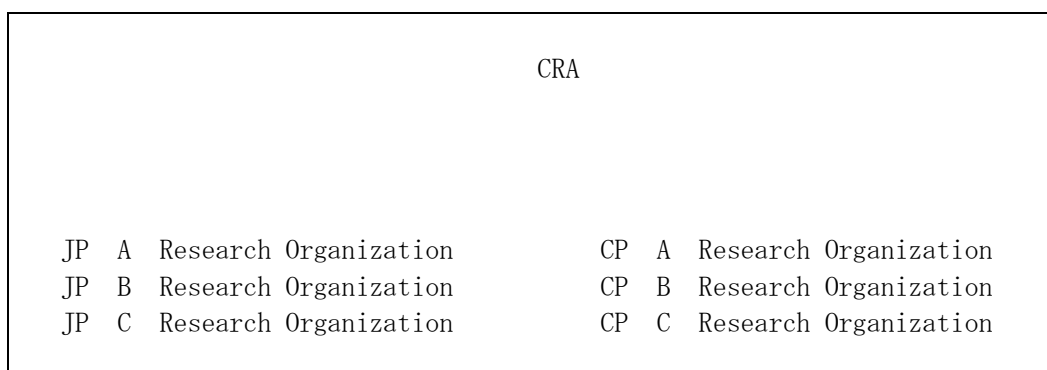 CRA
JP A Research Organization CP A Research Organization
JP B Research Organization CP B Research Organization
JP C Research Organization CP C Research Organization